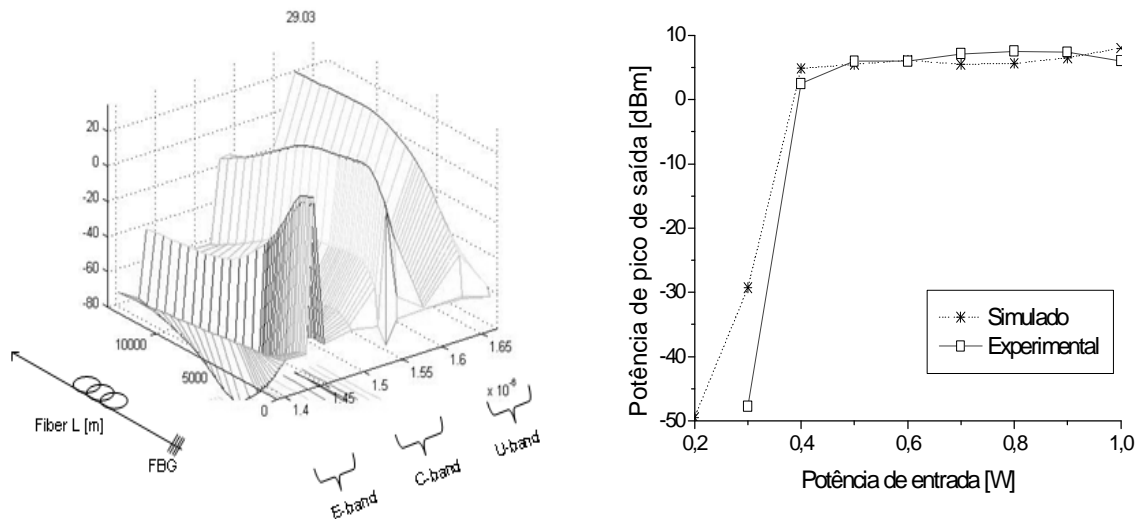 29.03
20
0
-20
-40
-60
-80
10000
5000
0
1.4
1.45
1.5
1.55
1.6
1.65
x 10⁻⁶
Fiber L [m]
FBG
E-band
C-band
U-band
Potência de pico de saída [dBm]
10
0
-10
-20
-30
-40
-50
0,2
0,4
0,6
0,8
1,0
Potência de entrada [W]
Simulado
Experimental